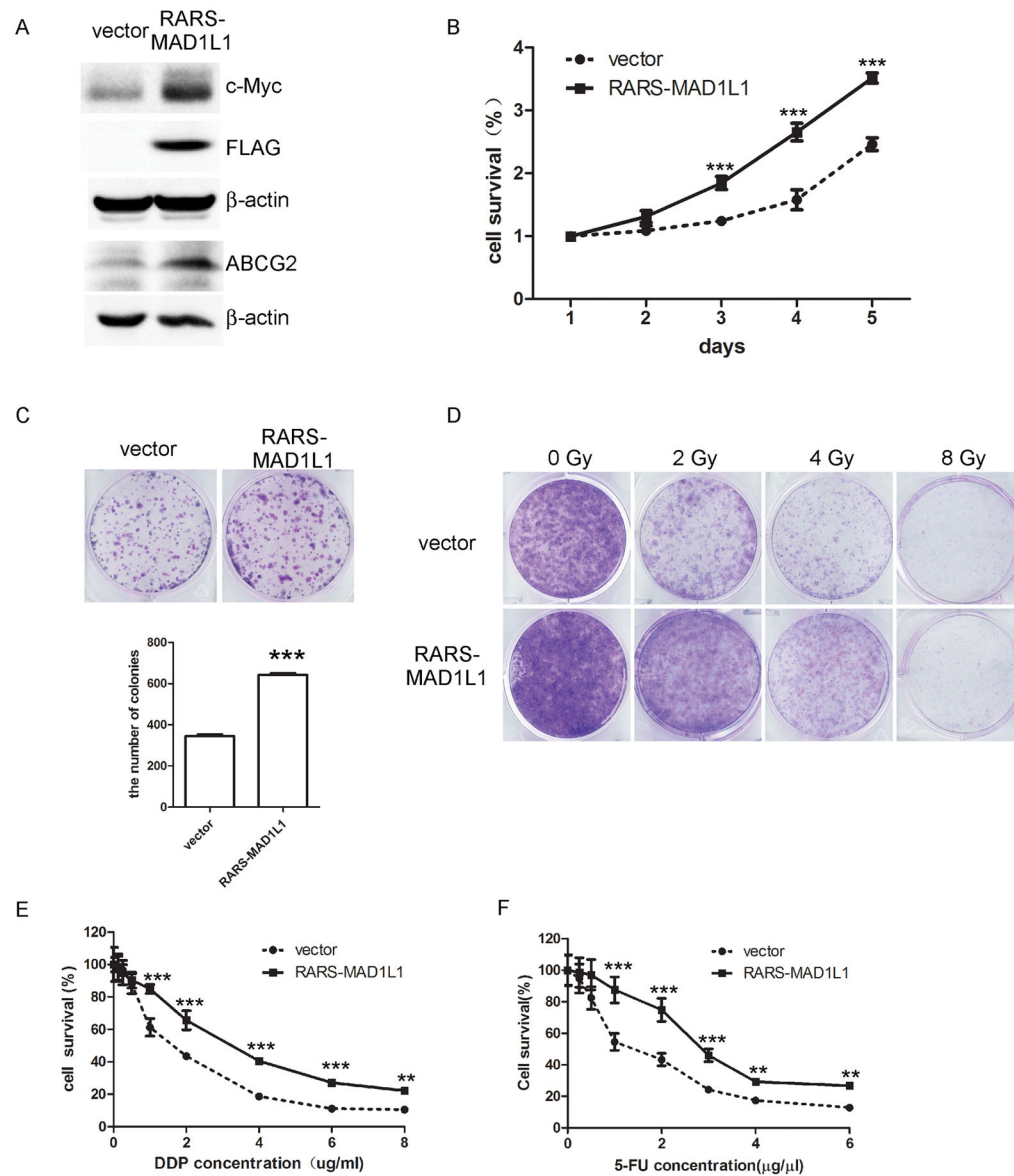 A
vector
RARS-
MAD1L1
c-Myc
FLAG
β-actin
ABCG2
β-actin
B
vector
RARS-MAD1L1
***
***
***
cell survival (%)
4
3
2
1
0
1 2 3 4 5
days
C
vector
RARS-
MAD1L1
the number of colonies
800
600
400
200
0
***
vector
RARS-MAD1L1
D
0 Gy 2 Gy 4 Gy 8 Gy
vector
RARS-
MAD1L1
E
vector
RARS-MAD1L1
cell survival (%)
120
100
80
60
40
20
0
***
***
***
***
**
0 2 4 6 8
DDP concentration (ug/ml)
F
vector
RARS-MAD1L1
Cell survival(%)
120
100
80
60
40
20
0
***
***
***
**
**
0 2 4 6
5-FU concentration(μg/μl)